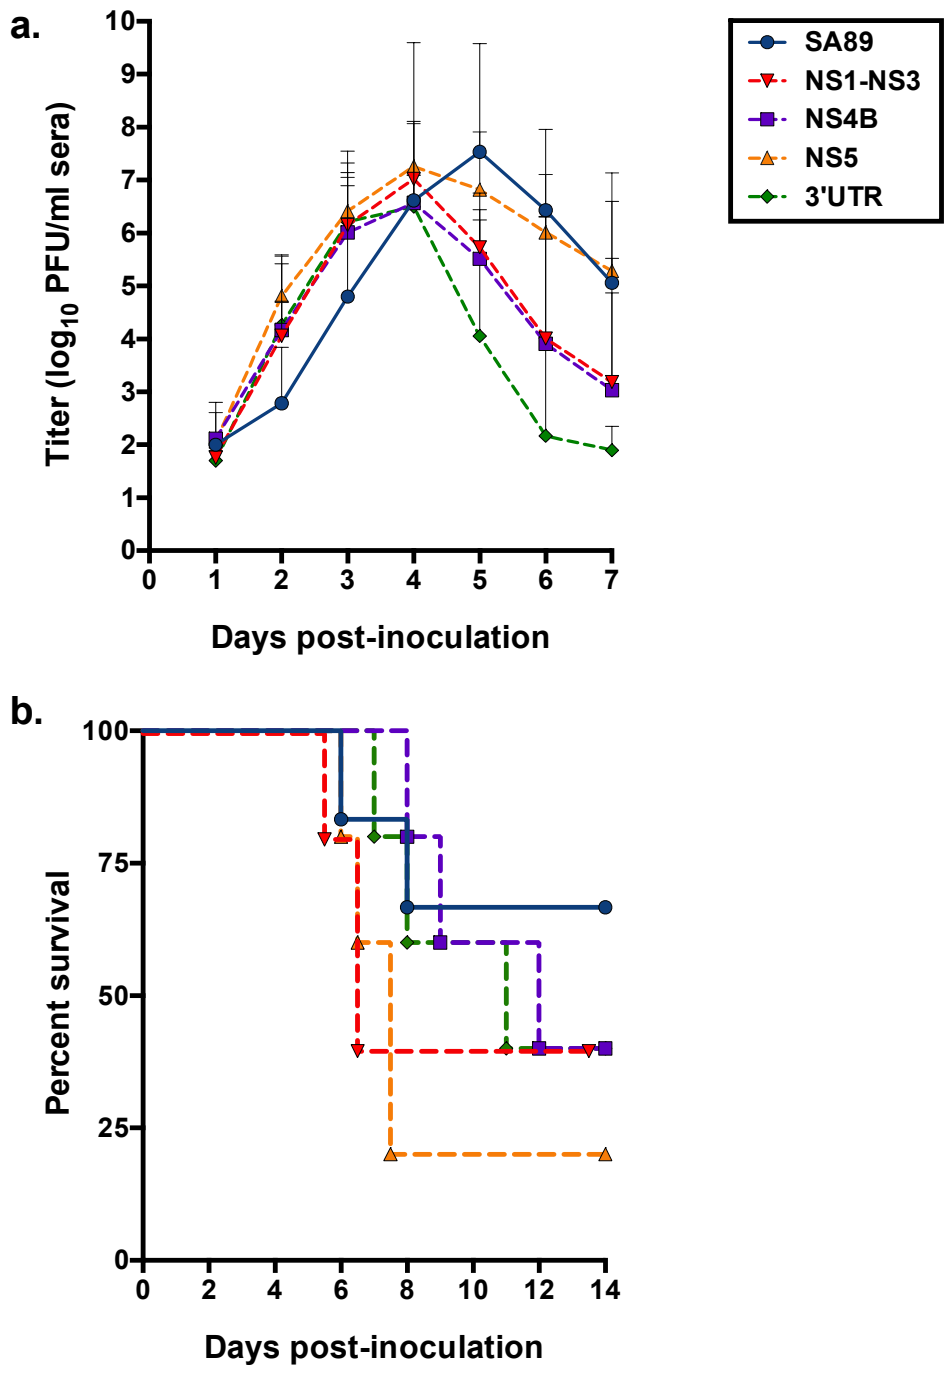 a.
10
9
8
7
6
5
4
3
2
1
0
Titer (log10 PFU/ml sera)
0 1 2 3 4 5 6 7
Days post-inoculation
SA89
NS1-NS3
NS4B
NS5
3'UTR
b.
100
75
50
25
0
Percent survival
0 2 4 6 8 10 12 14
Days post-inoculation